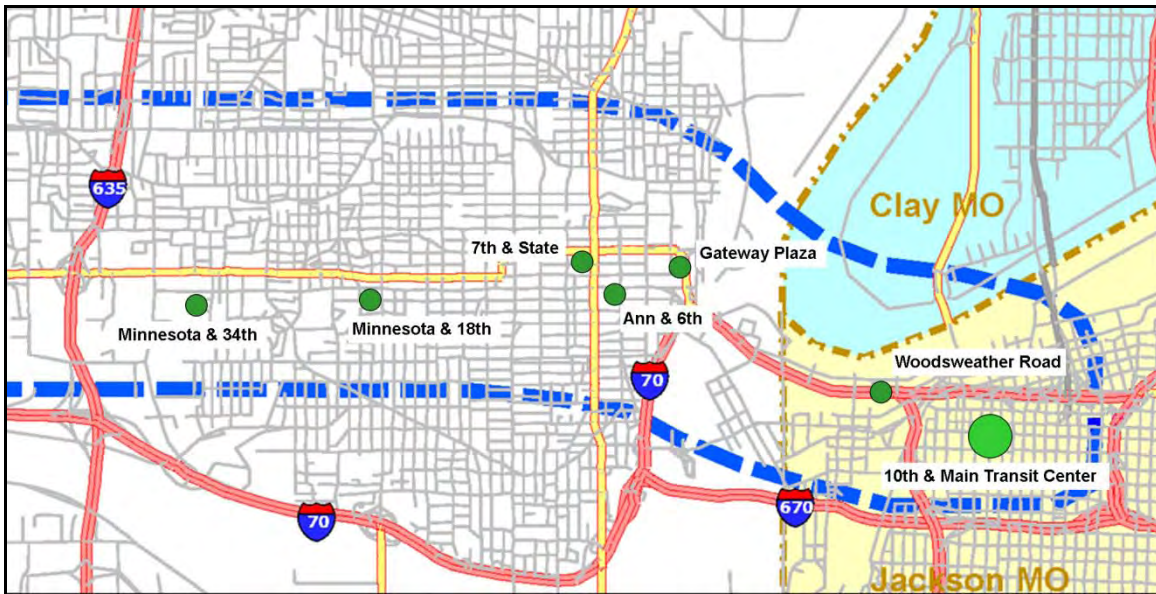 635
Clay MO
7th & State
Gateway Plaza
Minnesota & 34th
Minnesota & 18th
Ann & 6th
Woodsweather Road
70
10th & Main Transit Center
670
70
Jackson MO